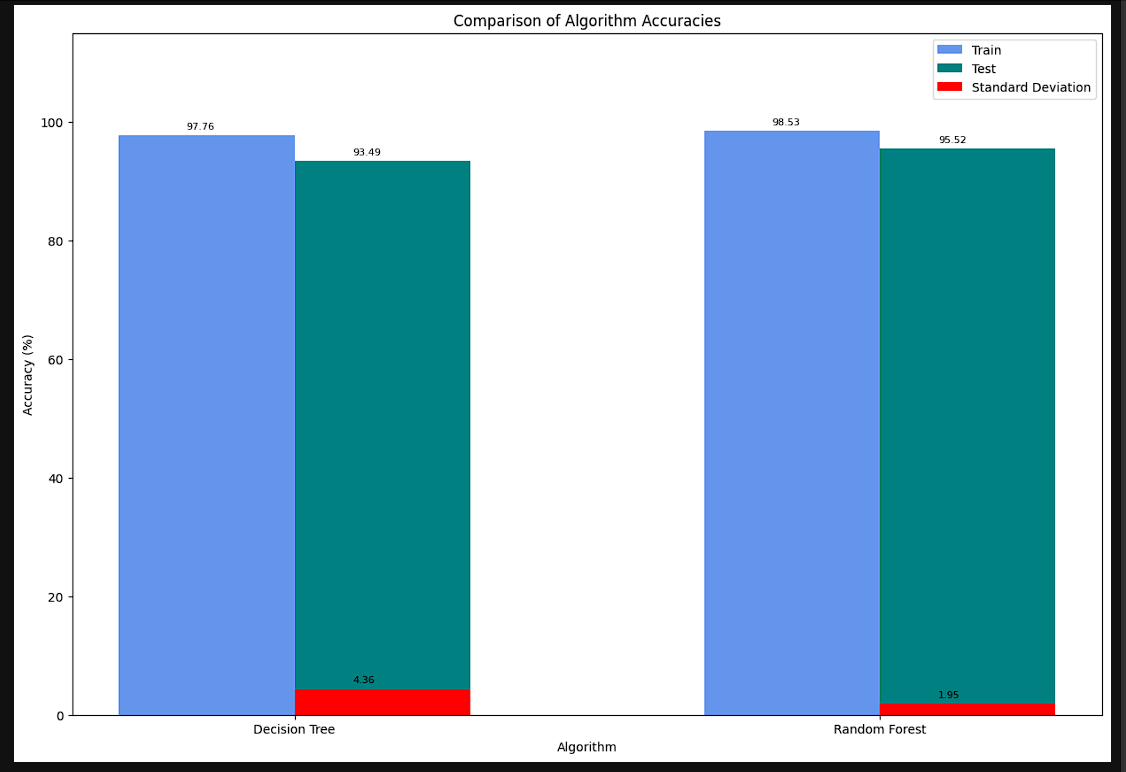 Comparison of Algorithm Accuracies
Train
Test
Standard Deviation
Accuracy (%)
100
80
60
40
20
0
97.76
93.49
4.36
98.53
95.52
1.95
Decision Tree
Random Forest
Algorithm